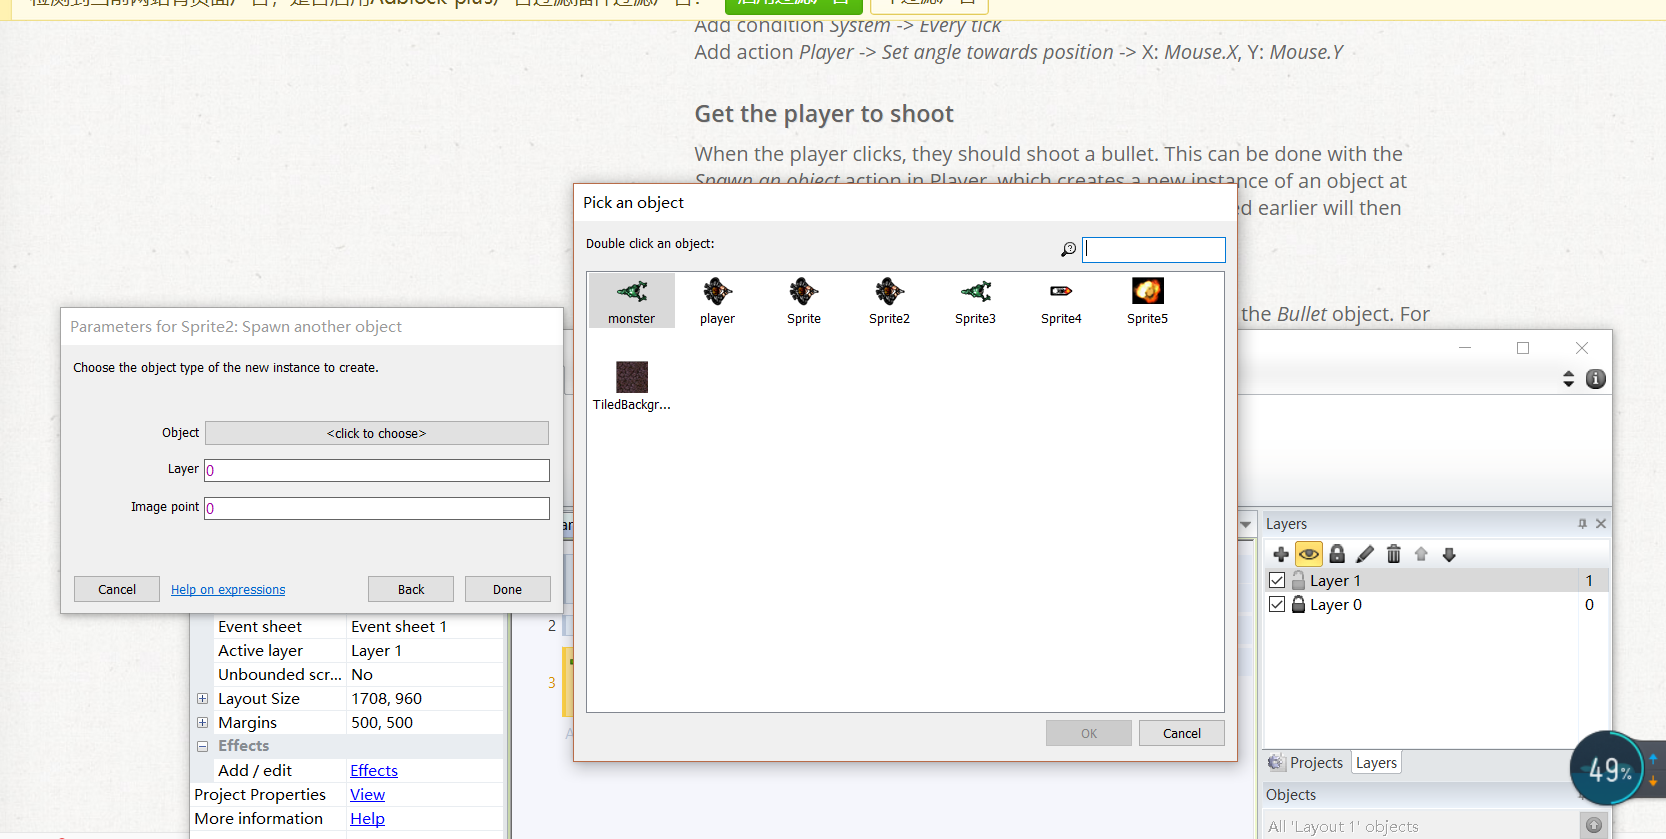 Add condition System -> Every tick
Add action Player -> Set angle towards position -> X: Mouse.X, Y: Mouse.Y
Get the player to shoot
When the player clicks, they should shoot a bullet. This can be done with the
Spawn an object action in Player, which creates a new instance of an object at
ed earlier will then
the Bullet object. For
Pick an object
Double click an object:
monster
player
Sprite
Sprite2
Sprite3
Sprite4
Sprite5
TiledBackgr...
OK
Cancel
Parameters for Sprite2: Spawn another object
Choose the object type of the new instance to create.
Object
<click to choose>
Layer
0
Image point
0
Cancel
Help on expressions
Back
Done
Event sheet
Event sheet 1
Active layer
Layer 1
Unbounded scr...
No
Layout Size
1708, 960
Margins
500, 500
Effects
Add / edit
Effects
Project Properties
View
More information
Help
2
3
Layers
Layer 1
1
Layer 0
0
Projects
Layers
Objects
All 'Layout 1' objects
49%